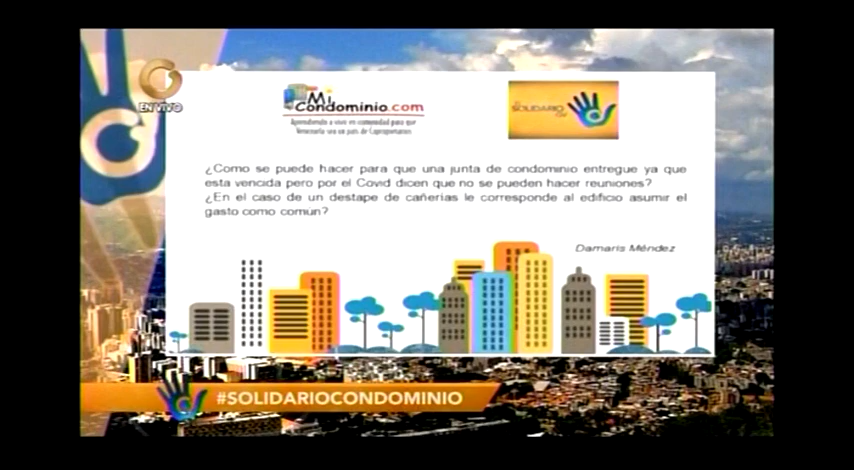 EN VIVO
Mi
Condominio.com
Aprendiendo a vivir en comunidad para que
Venezuela sea un país de Copropietarios
SOLIDARIO
¿Como se puede hacer para que una junta de condominio entregue ya que
esta vencida pero por el Covid dicen que no se pueden hacer reuniones?
¿En el caso de un destape de cañerias le corresponde al edificio asumir el
gasto como común?
Damaris Méndez
#SOLIDARIOCONDOMINIO